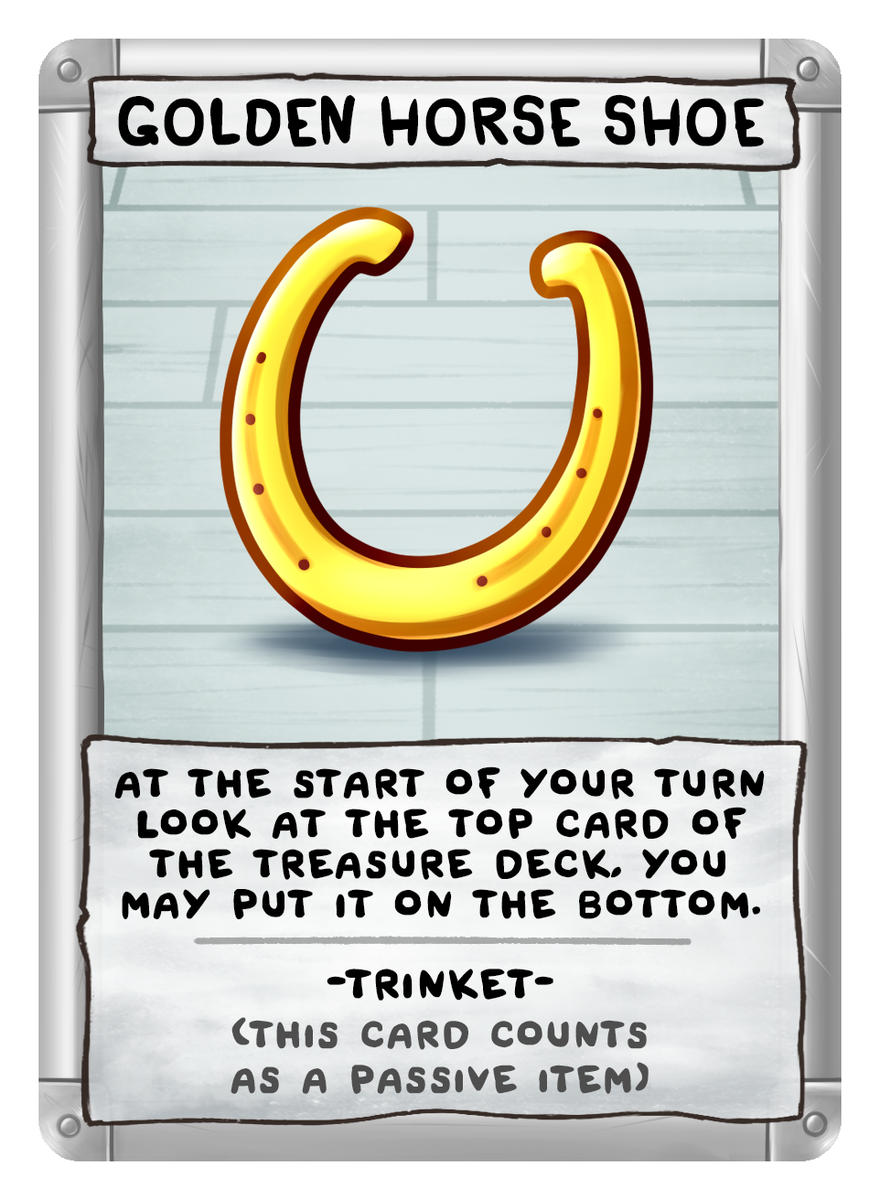 GOLDEN HORSE SHOE
AT THE START OF YOUR TURN
LOOK AT THE TOP CARD OF
THE TREASURE DECK, YOU
MAY PUT IT ON THE BOTTOM.
-TRINKET-
(THIS CARD COUNTS
AS A PASSIVE ITEM)